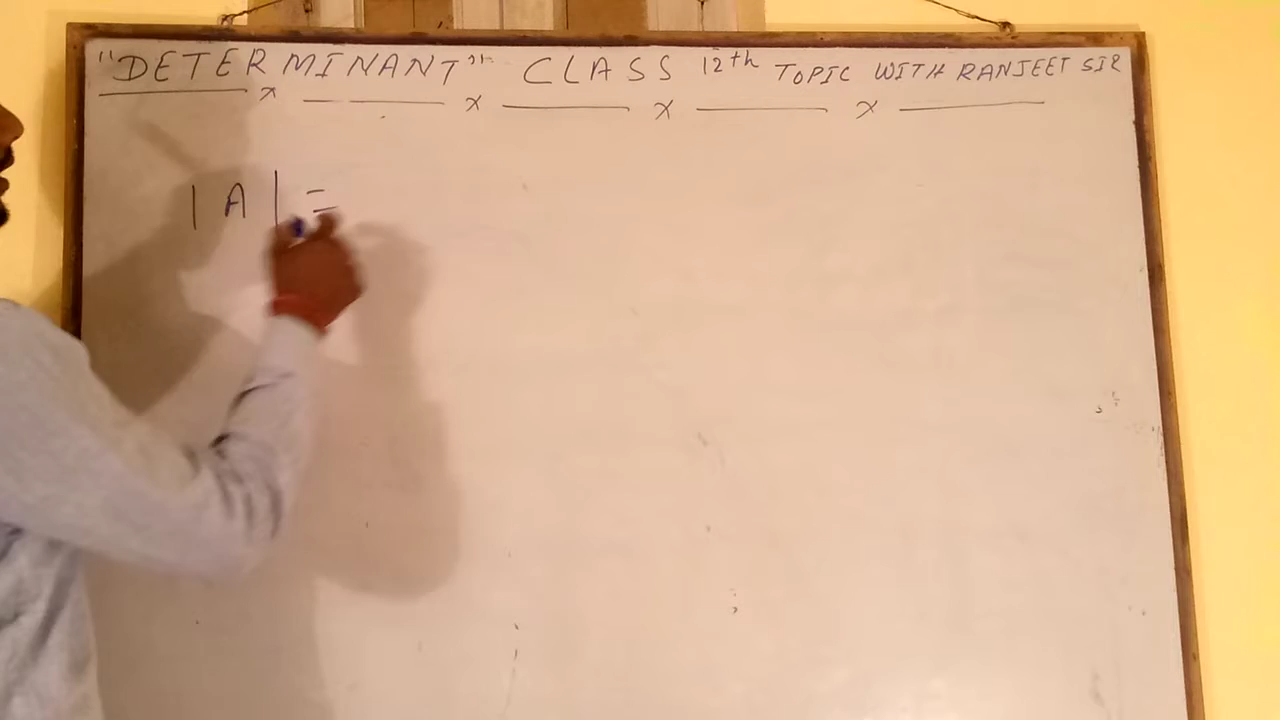 "DETERMINANT" CLASS 12th TOPIC WITH RANJEET SIR
| A | =